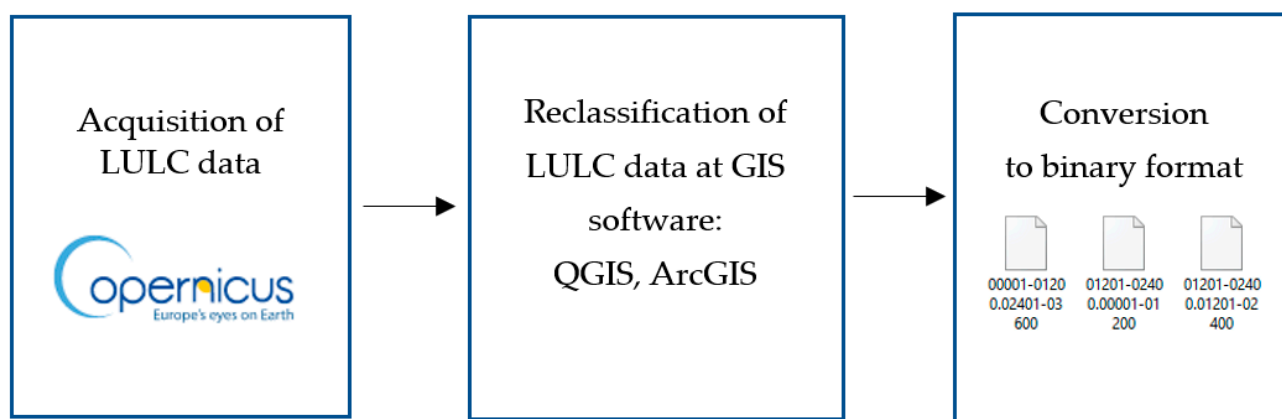 Acquisition of
LULC data
Copernicus
Europe's eyes on Earth
Reclassification of
LULC data at GIS
software:
QGIS, ArcGIS
Conversion
to binary format
00001-0120
0.02401-03
600
01201-0240
0.00001-01
200
01201-0240
0.01201-02
400